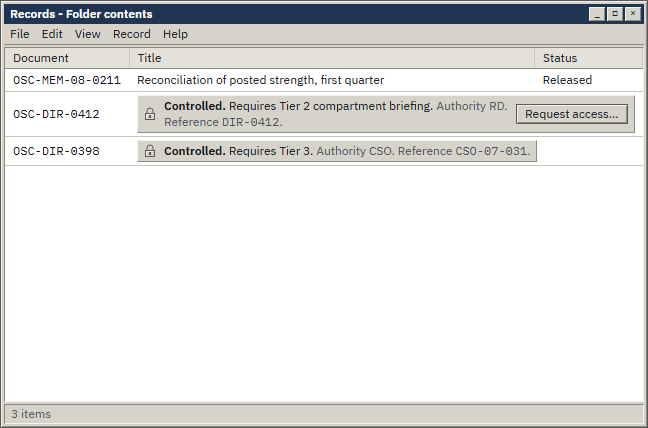 Records - Folder contents
File Edit View Record Help
Document Title Status
OSC-MEM-08-0211 Reconciliation of posted strength, first quarter Released
OSC-DIR-0412 Controlled. Requires Tier 2 compartment briefing. Authority RD.
Reference DIR-0412. Request access...
OSC-DIR-0398 Controlled. Requires Tier 3. Authority CSO. Reference CSO-07-031.
3 items